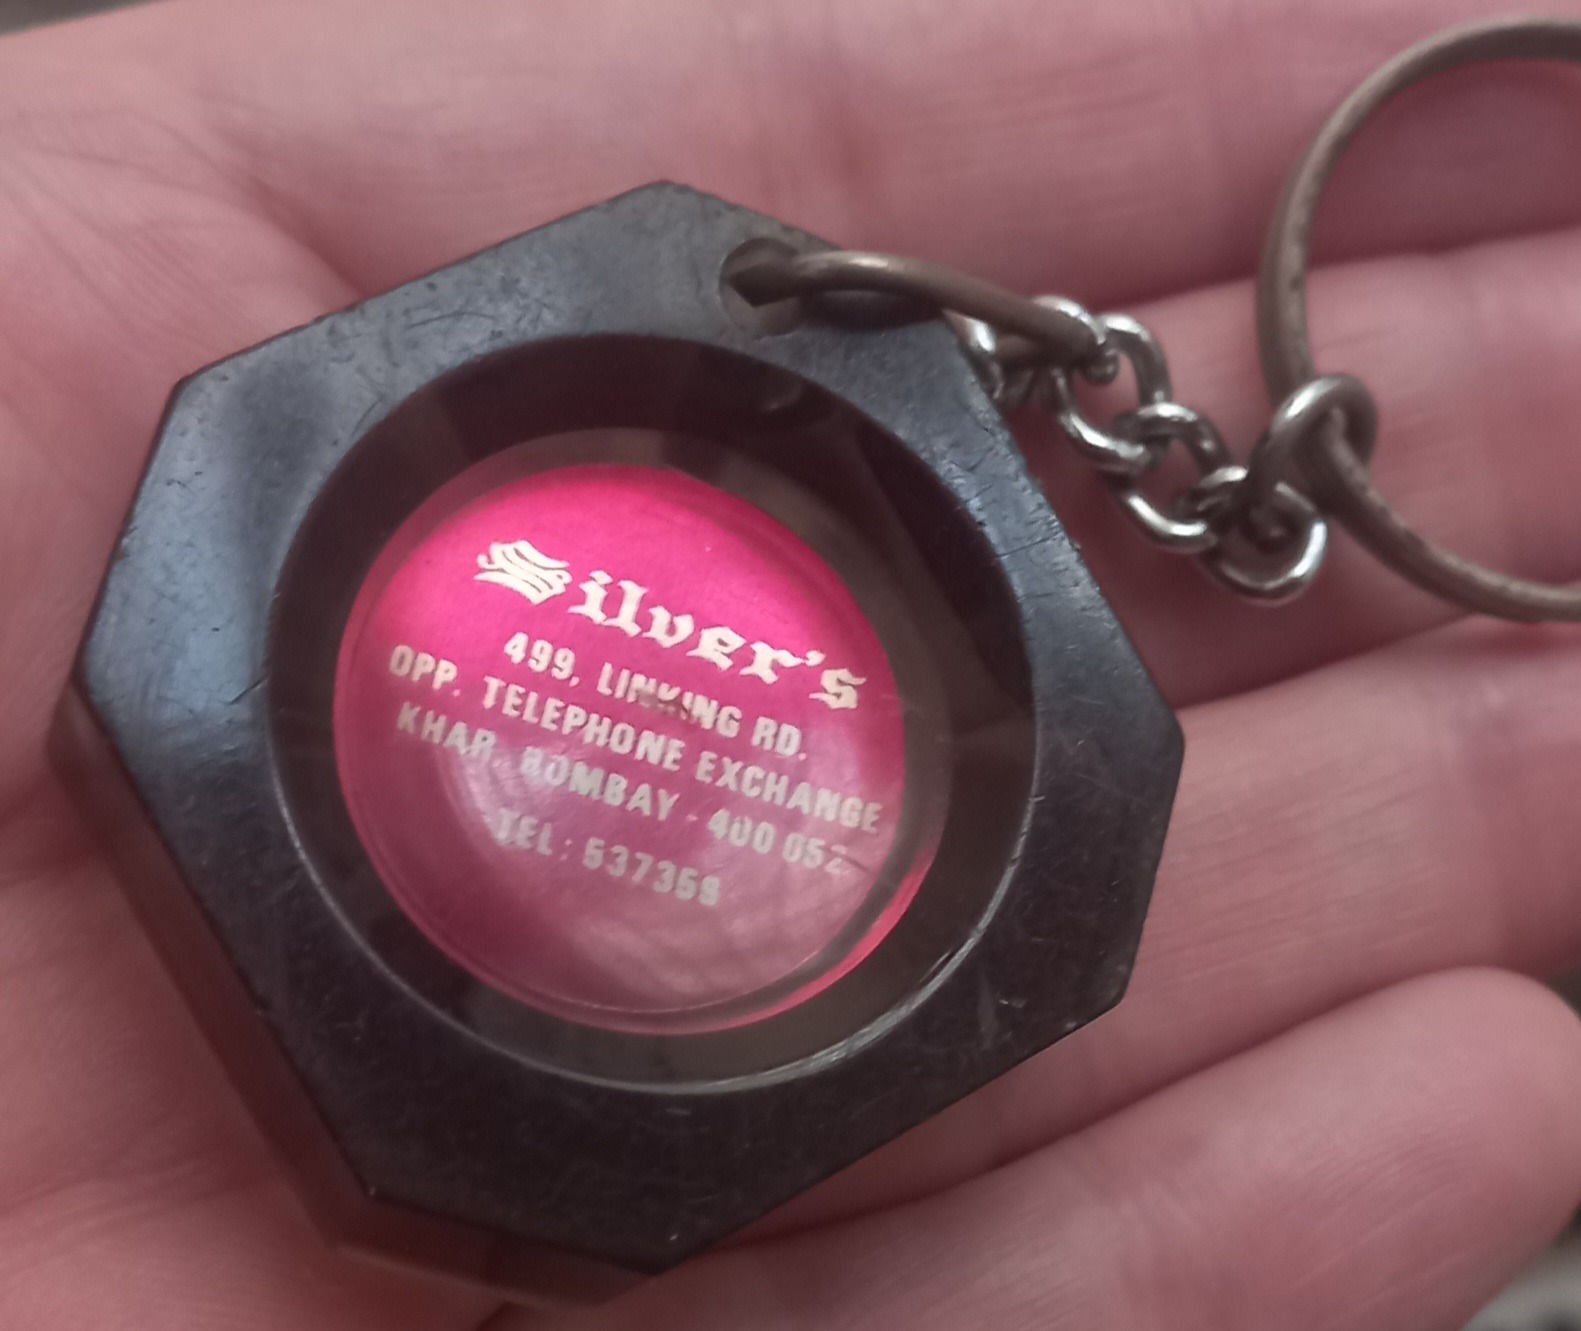 Silver's
499, LINKING RD.
OPP. TELEPHONE EXCHANGE
KHAR, BOMBAY - 400 052
TEL: 537359